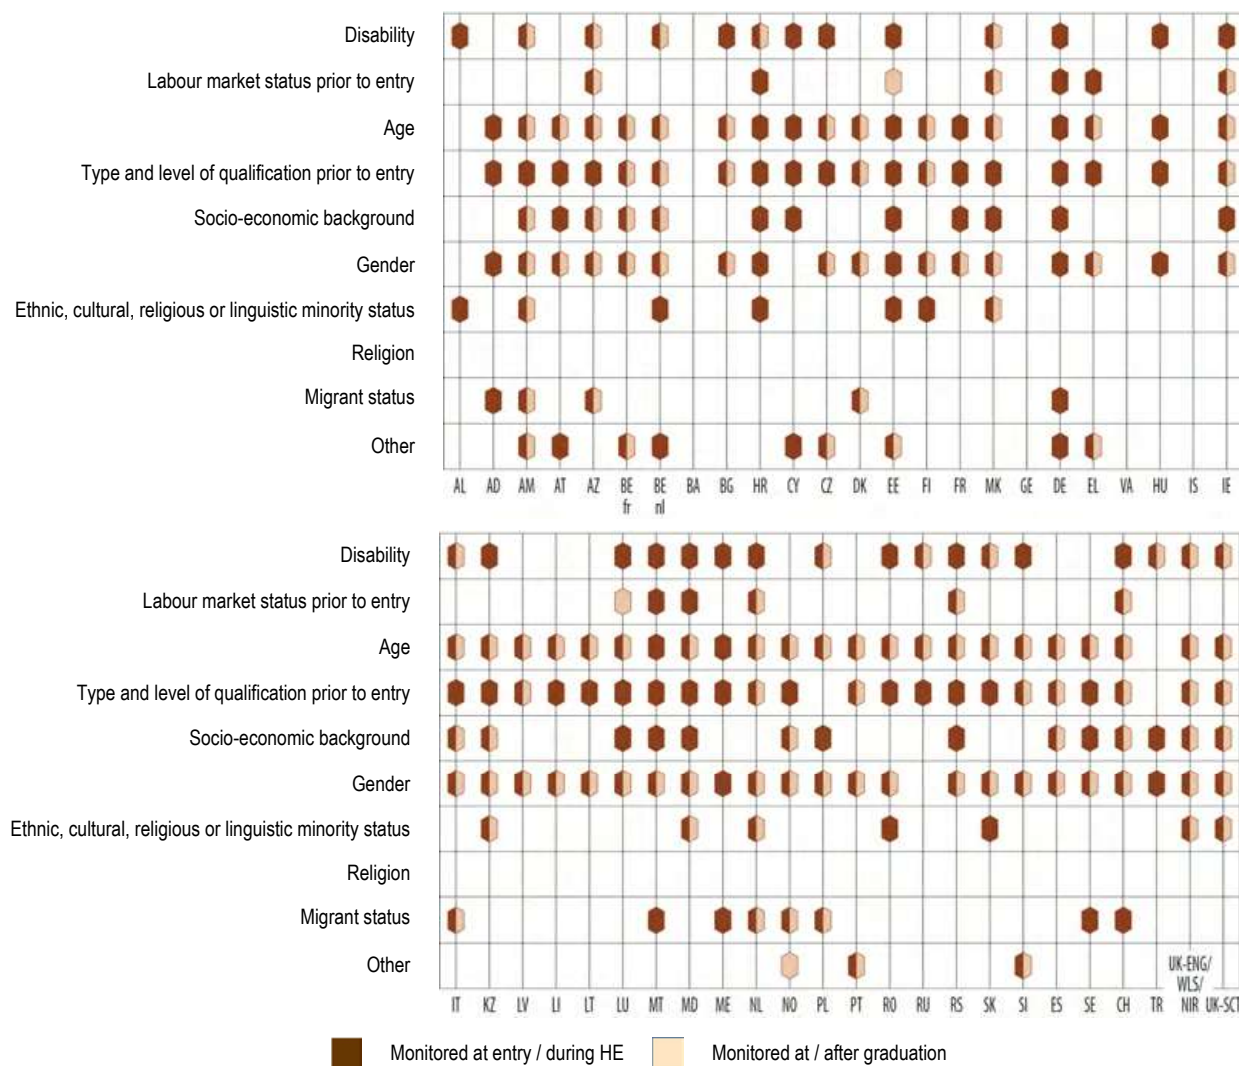 Disability
Labour market status prior to entry
Age
Type and level of qualification prior to entry
Socio-economic background
Gender
Ethnic, cultural, religious or linguistic minority status
Religion
Migrant status
Other
AL AD AM AT AZ BE fr BE nl BA BG HR CY CZ DK EE FI FR MK GE DE EL VA HU IS IE
Disability
Labour market status prior to entry
Age
Type and level of qualification prior to entry
Socio-economic background
Gender
Ethnic, cultural, religious or linguistic minority status
Religion
Migrant status
Other
IT KZ LV LI LT LU MT MD ME NL NO PL PT RO RU RS SK SI ES SE CH TR UK-ENG/ WLS/ NIR UK-SCT
Monitored at entry / during HE Monitored at / after graduation